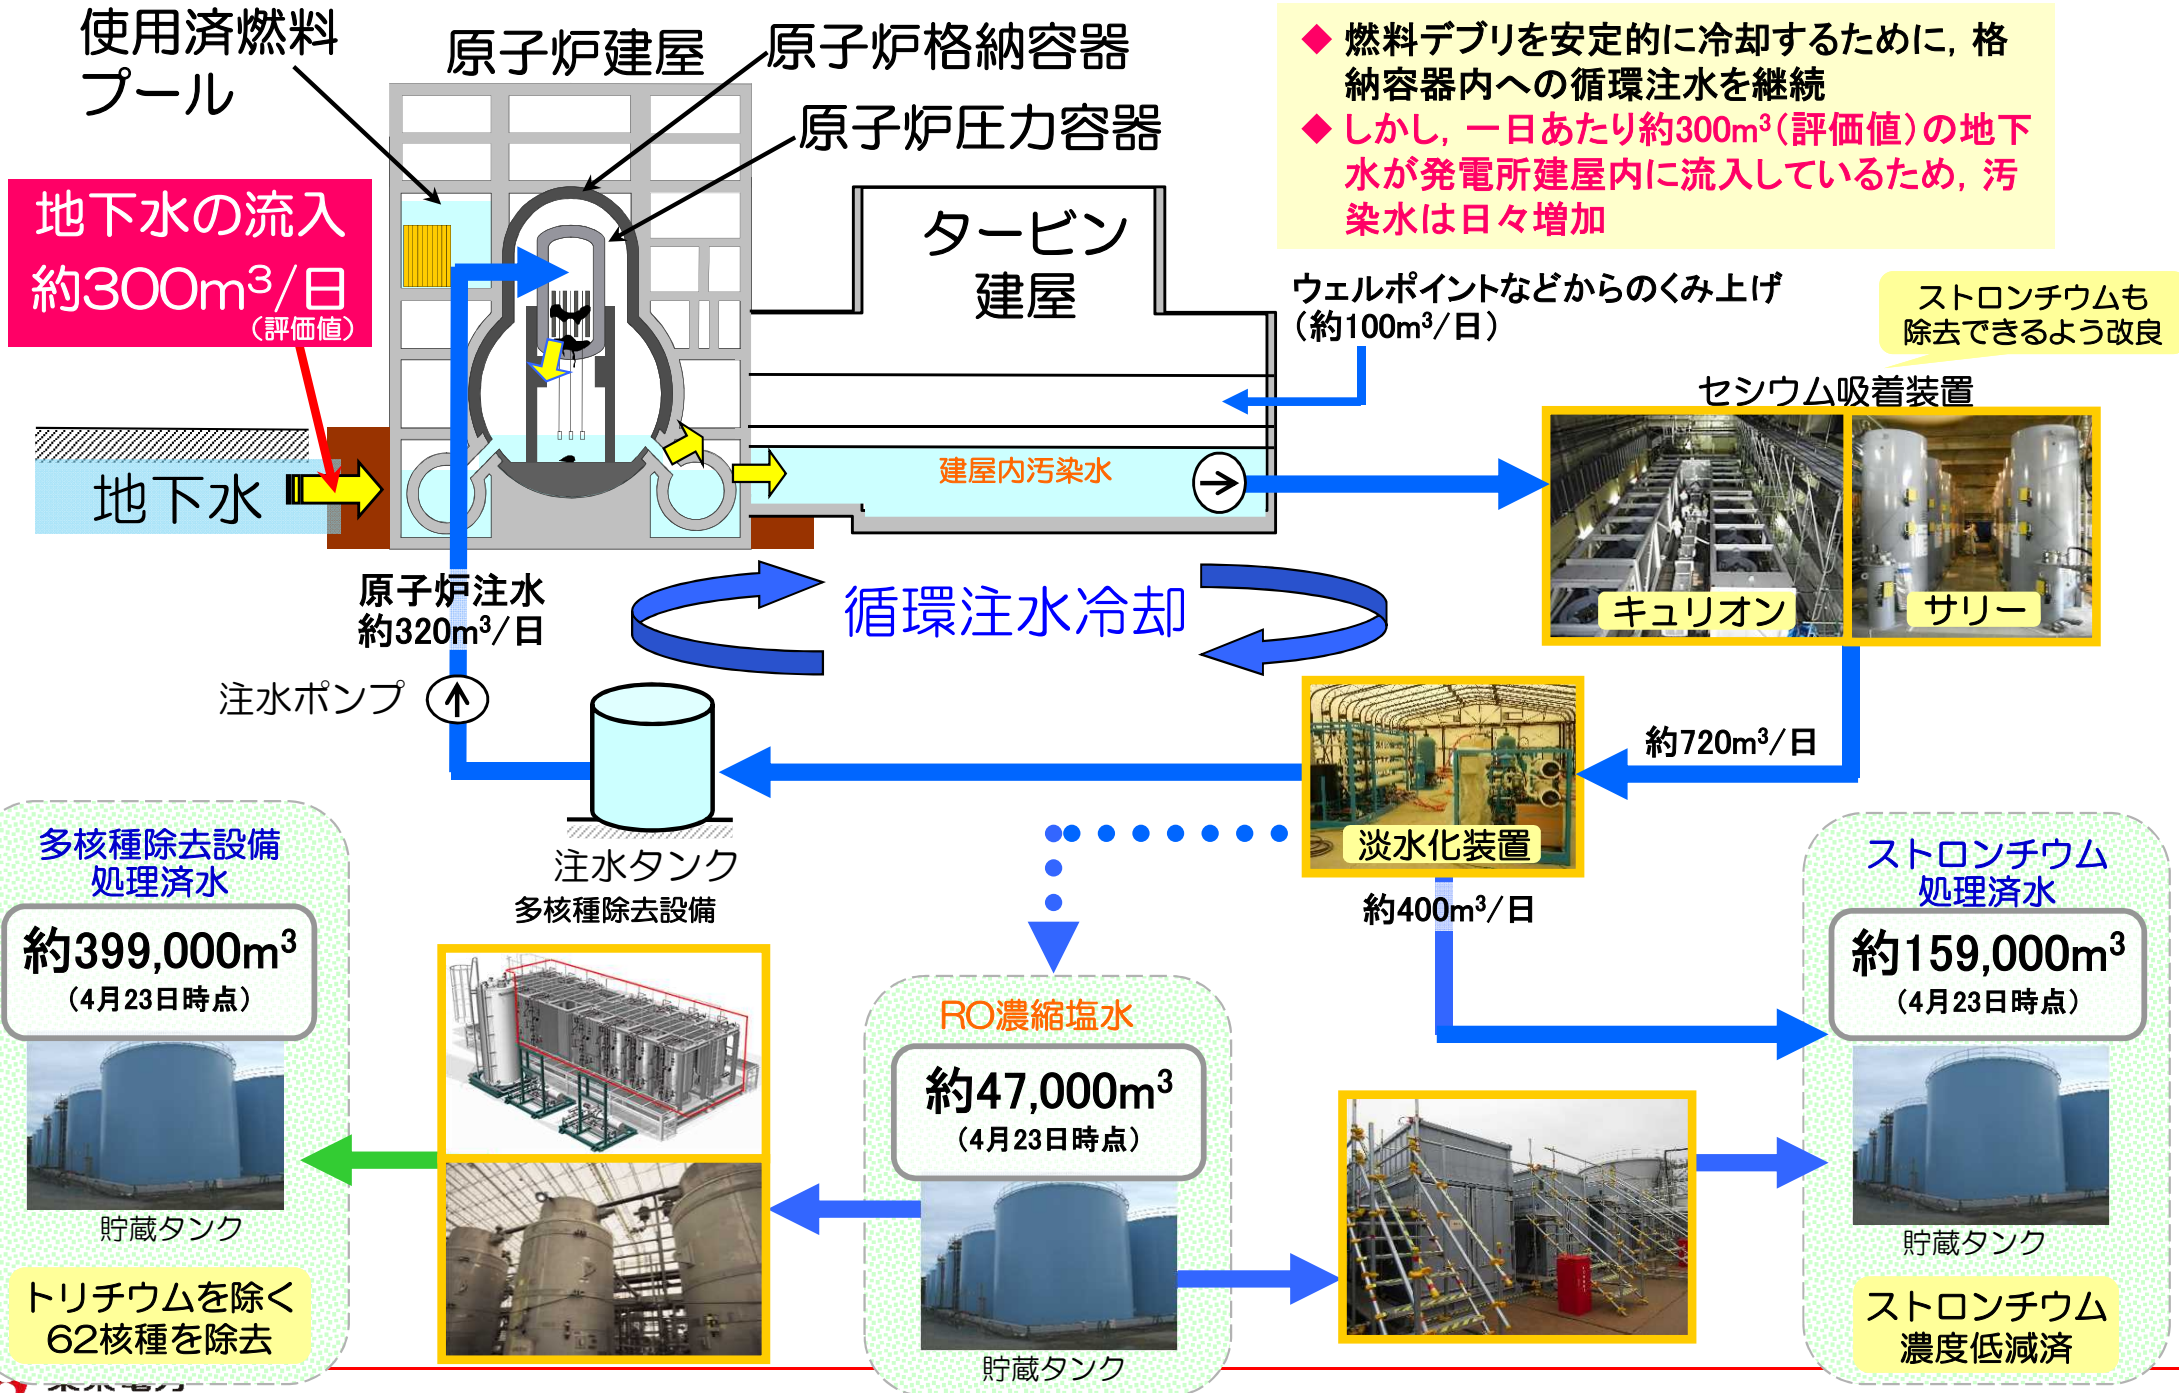 使用済燃料
プール
原子炉建屋
原子炉格納容器
原子炉圧力容器
◆ 燃料デブリを安定的に冷却するために，格
納容器内への循環注水を継続
◆ しかし，一日あたり約300m³（評価値）の地下
水が発電所建屋内に流入しているため，汚
染水は日々増加
地下水の流入
約300m³/日
（評価値）
タービン
建屋
ウェルポイントなどからのくみ上げ
（約100m³/日）
ストロンチウムも
除去できるよう改良
セシウム吸着装置
キュリオン
サリー
地下水
建屋内汚染水
原子炉注水
約320m³/日
循環注水冷却
注水ポンプ
約720m³/日
注水タンク
淡水化装置
約400m³/日
多核種除去設備
処理済水
約399,000m³
（4月23日時点）
貯蔵タンク
トリチウムを除く
62核種を除去
多核種除去設備
RO濃縮塩水
約47,000m³
（4月23日時点）
貯蔵タンク
ストロンチウム
処理済水
約159,000m³
（4月23日時点）
貯蔵タンク
ストロンチウム
濃度低減済